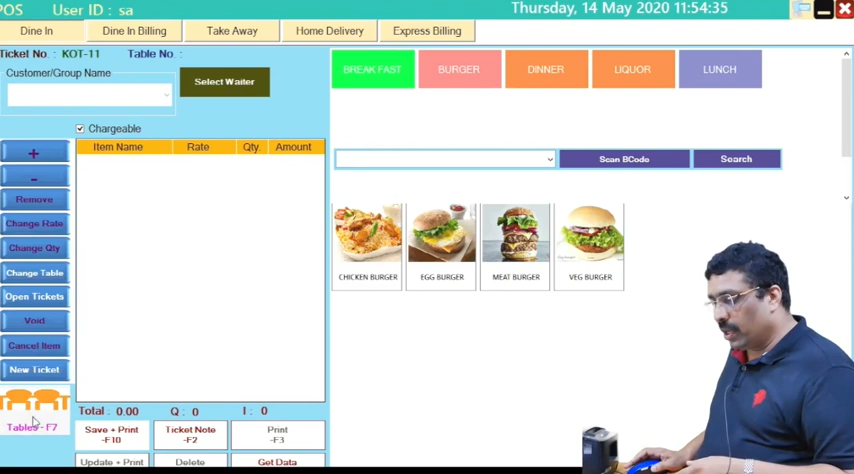 POS User ID : sa Thursday, 14 May 2020 11:54:35
Dine In Dine In Billing Take Away Home Delivery Express Billing
Ticket No. : KOT-11 Table No. :
Customer/Group Name
Select Waiter
BREAK FAST BURGER DINNER LIQUOR LUNCH
Chargeable
Item Name Rate Qty. Amount
Scan BCode Search
+
-
Remove
Change Rate
Change Qty
Change Table
Open Tickets
Void
Cancel Item
New Ticket
Tables - F7
CHICKEN BURGER EGG BURGER MEAT BURGER VEG BURGER
Total : 0.00 Q : 0 I : 0
Save + Print
-F10
Ticket Note
-F2
Print
-F3
Update + Print Delete Get Data